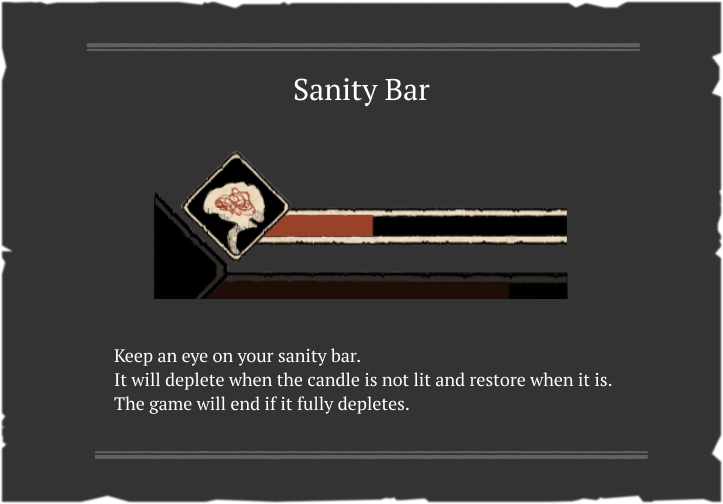 Sanity Bar
Keep an eye on your sanity bar.
It will deplete when the candle is not lit and restore when it is.
The game will end if it fully depletes.